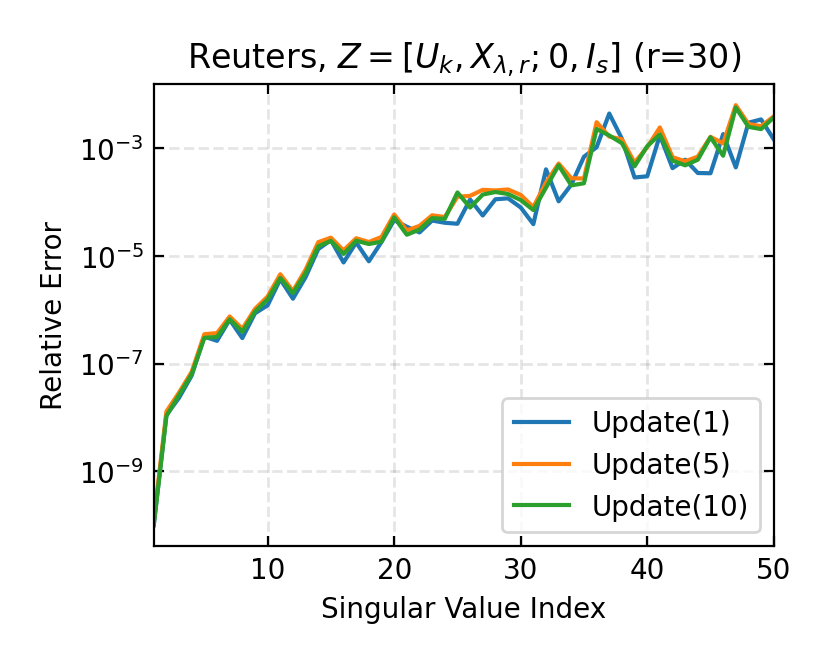 Reuters, $Z = [U_k, X_{\lambda,r}; 0, I_s]$ (r=30)
Relative Error
10⁻³
10⁻⁵
10⁻⁷
10⁻⁹
Update(1)
Update(5)
Update(10)
10 20 30 40 50
Singular Value Index